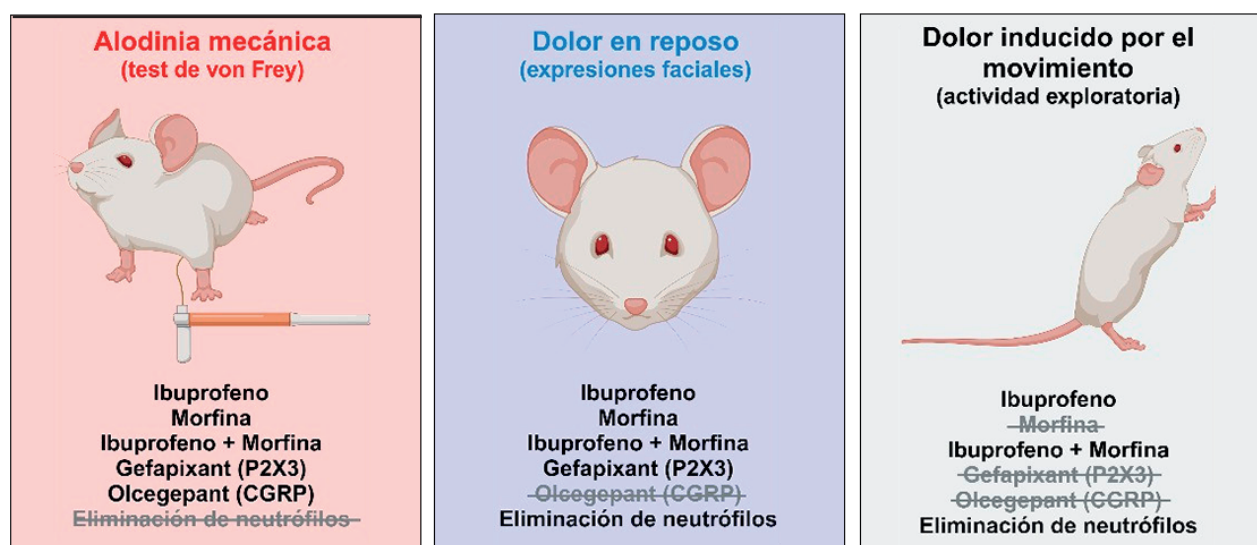 Alodinia mecánica
(test de von Frey)
Ibuprofeno
Morfina
Ibuprofeno + Morfina
Gefapixant (P2X3)
Olcegepant (CGRP)
Eliminación de neutrófilos
Dolor en reposo
(expresiones faciales)
Ibuprofeno
Morfina
Ibuprofeno + Morfina
Gefapixant (P2X3)
Olcegepant (CGRP)
Eliminación de neutrófilos
Dolor inducido por el
movimiento
(actividad exploratoria)
Ibuprofeno
Morfina
Ibuprofeno + Morfina
Gefapixant (P2X3)
Olcegepant (CGRP)
Eliminación de neutrófilos